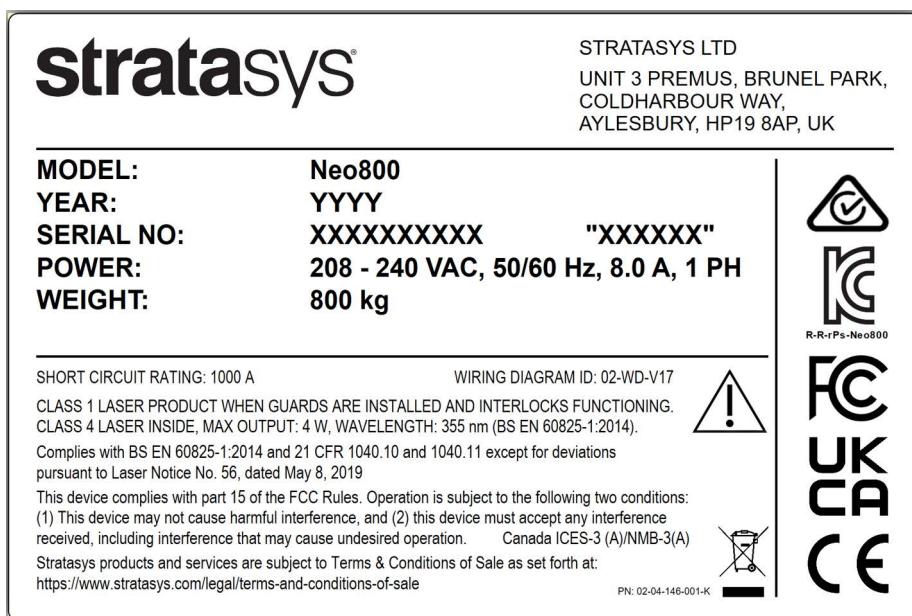 stratasys
STRATASYS LTD
UNIT 3 PREMUS, BRUNEL PARK,
COLDHARBOUR WAY,
AYLESBURY, HP19 8AP, UK
MODEL: Neo800
YEAR: YYYY
SERIAL NO: XXXXXXXXXX "XXXXXX"
POWER: 208 - 240 VAC, 50/60 Hz, 8.0 A, 1 PH
WEIGHT: 800 kg
R-R-rPs-Neo800
SHORT CIRCUIT RATING: 1000 A WIRING DIAGRAM ID: 02-WD-V17
CLASS 1 LASER PRODUCT WHEN GUARDS ARE INSTALLED AND INTERLOCKS FUNCTIONING.
CLASS 4 LASER INSIDE, MAX OUTPUT: 4 W, WAVELENGTH: 355 nm (BS EN 60825-1:2014).
Complies with BS EN 60825-1:2014 and 21 CFR 1040.10 and 1040.11 except for deviations
pursuant to Laser Notice No. 56, dated May 8, 2019
This device complies with part 15 of the FCC Rules. Operation is subject to the following two conditions:
(1) This device may not cause harmful interference, and (2) this device must accept any interference
received, including interference that may cause undesired operation. Canada ICES-3 (A)/NMB-3(A)
Stratasys products and services are subject to Terms & Conditions of Sale as set forth at:
https://www.stratasys.com/legal/terms-and-conditions-of-sale
PN: 02-04-146-001-K
FC
UK
CA
CE